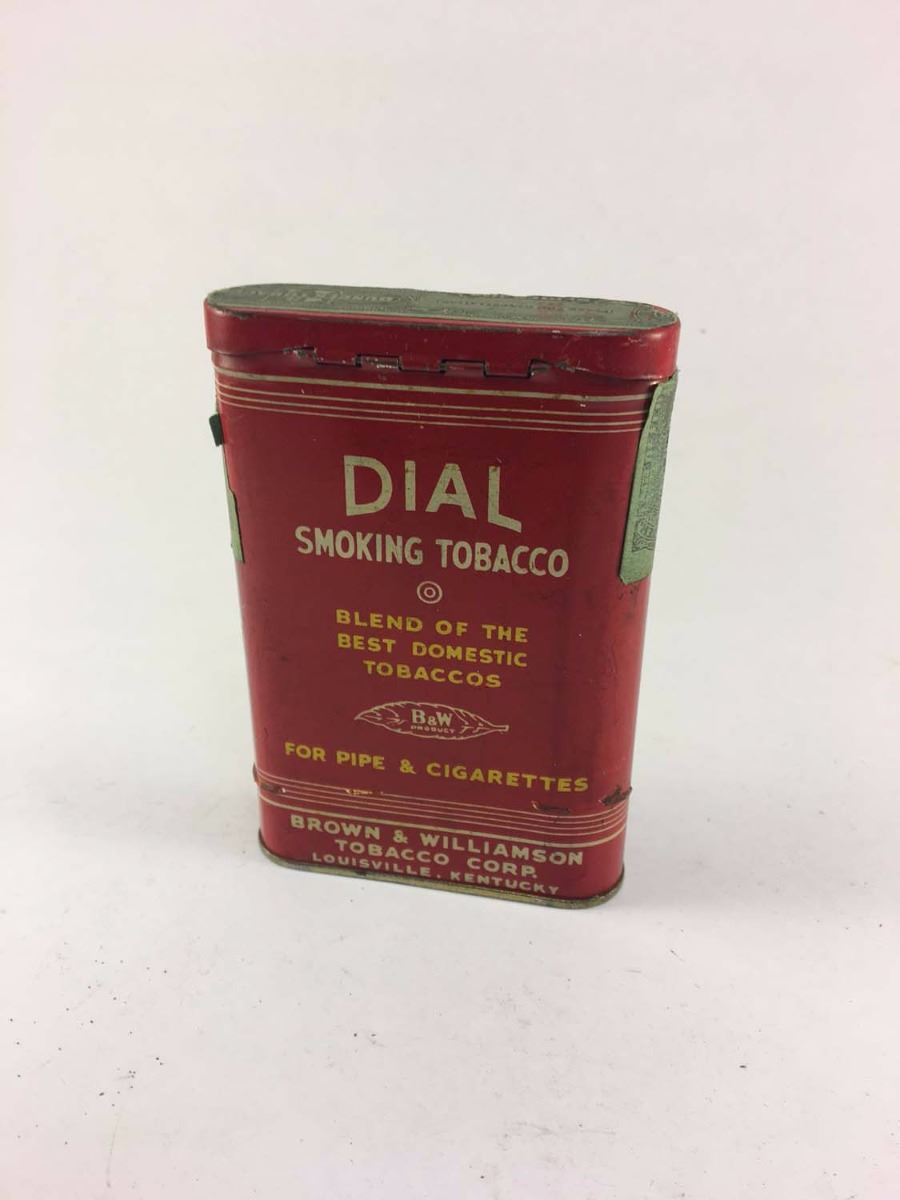 DIAL
SMOKING TOBACCO
BLEND OF THE
BEST DOMESTIC
TOBACCOS
B&W
PRODUCT
FOR PIPE & CIGARETTES
BROWN & WILLIAMSON
TOBACCO CORP.
LOUISVILLE, KENTUCKY